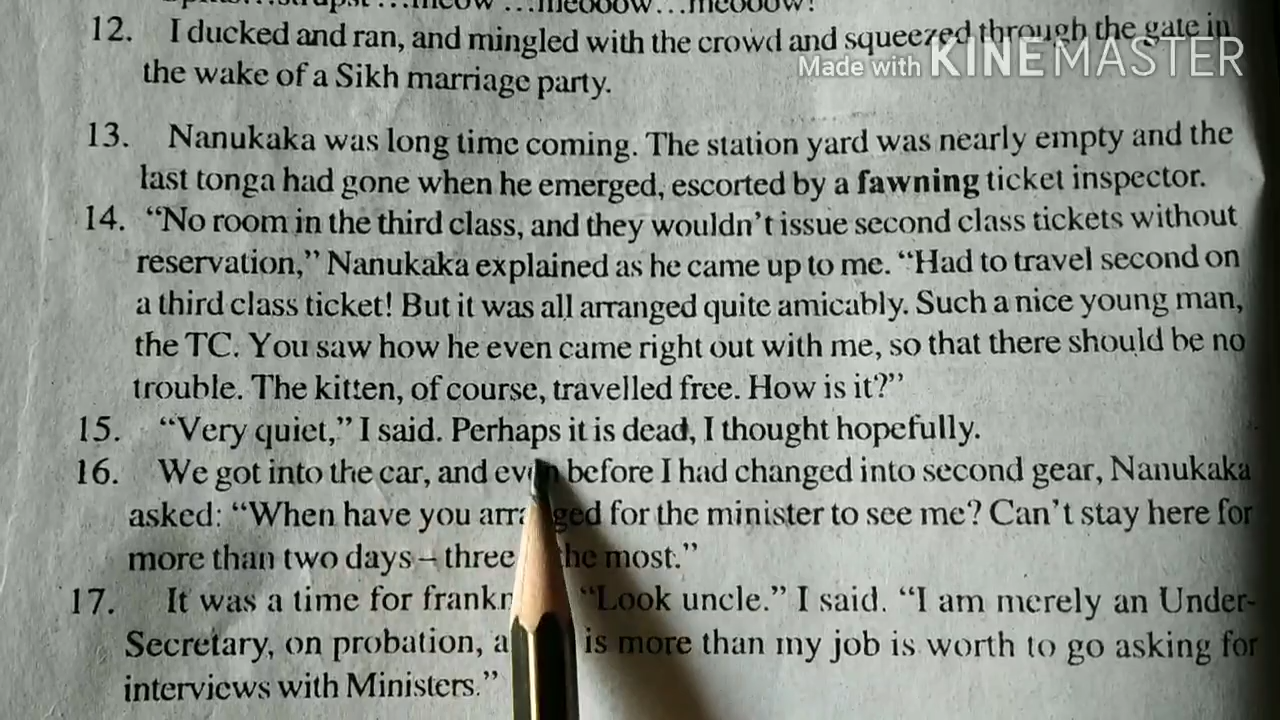 12. I ducked and ran, and mingled with the crowd and squeezed through the gate in
Made with KINEMASTER
the wake of a Sikh marriage party.
13. Nanukaka was long time coming. The station yard was nearly empty and the
last tonga had gone when he emerged, escorted by a fawning ticket inspector.
14. “No room in the third class, and they wouldn’t issue second class tickets without
reservation,” Nanukaka explained as he came up to me. “Had to travel second on
a third class ticket! But it was all arranged quite amicably. Such a nice young man,
the TC. You saw how he even came right out with me, so that there should be no
trouble. The kitten, of course, travelled free. How is it?”
15. “Very quiet,” I said. Perhaps it is dead, I thought hopefully.
16. We got into the car, and even before I had changed into second gear, Nanukaka
asked: “When have you arranged for the minister to see me? Can’t stay here for
more than two days – three the most.”
17. It was a time for “Look uncle.” I said. “I am merely an Under-
Secretary, on probation, is more than my job is worth to go asking for
interviews with Ministers.”